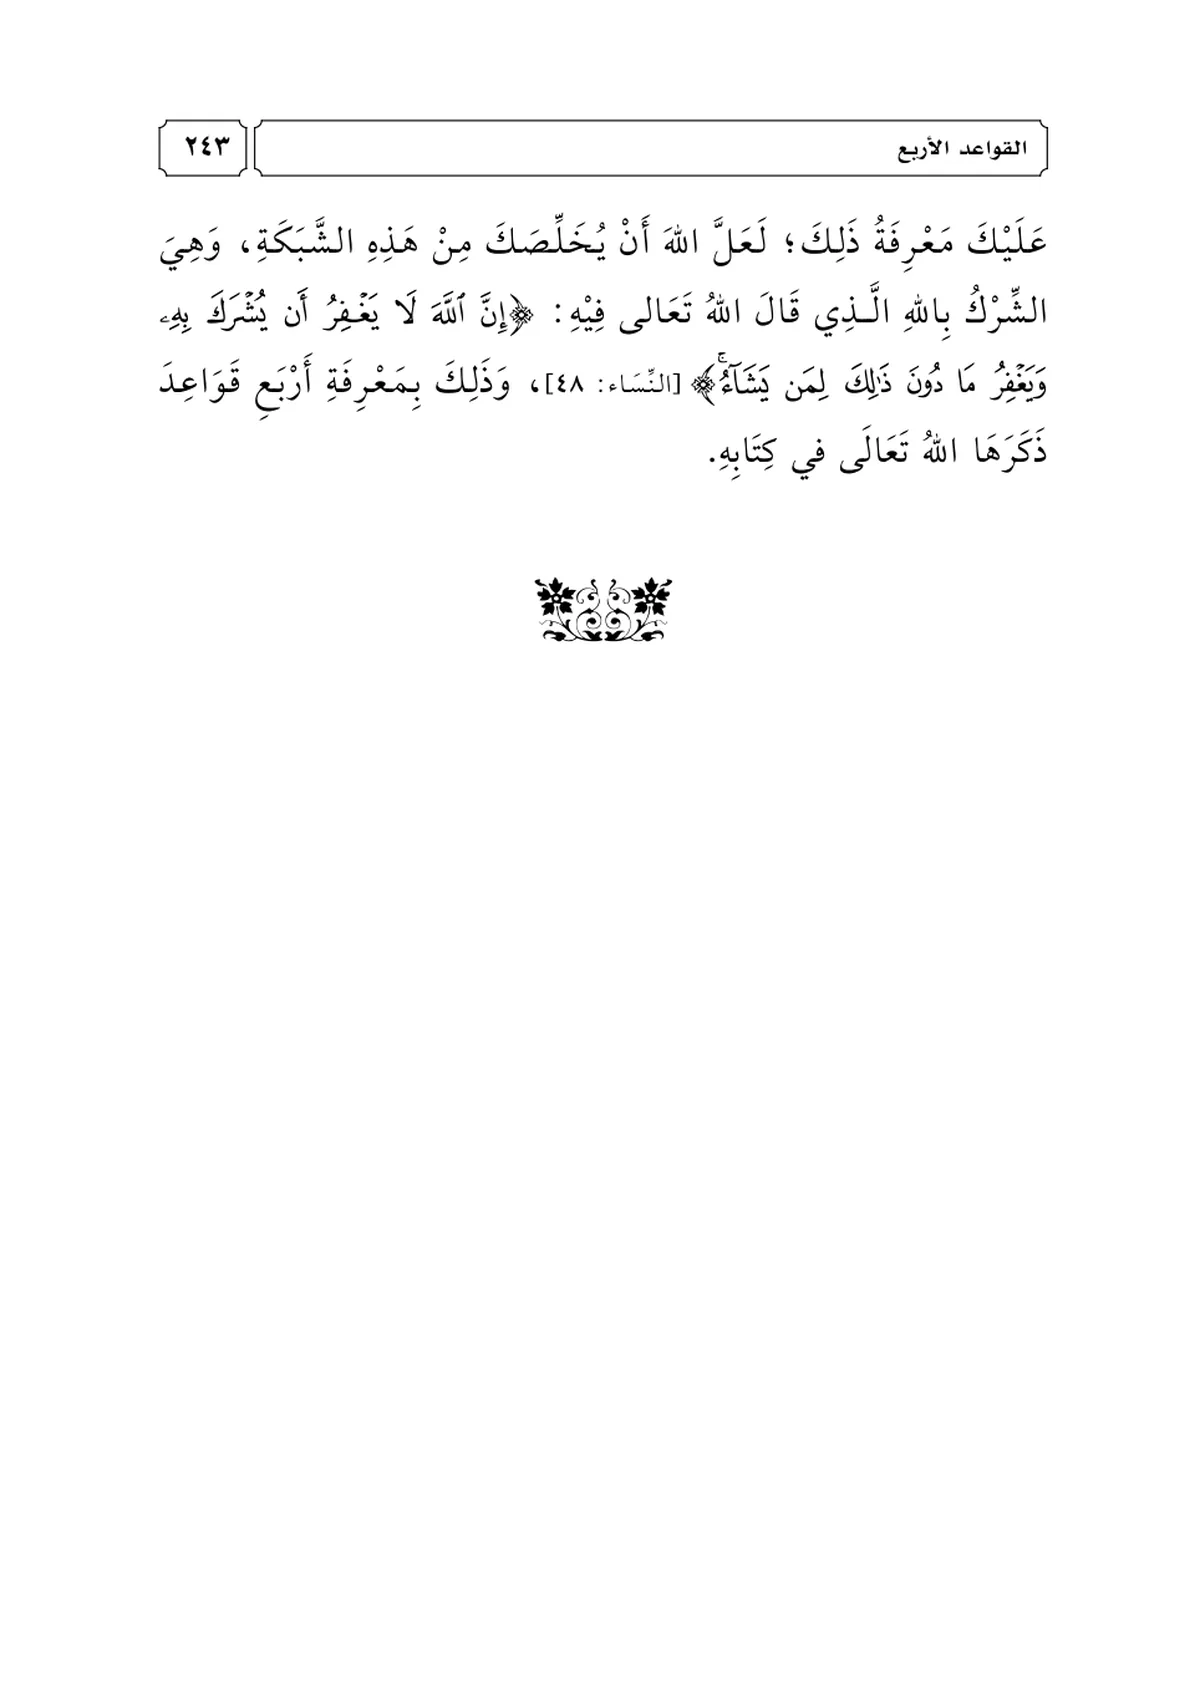 القواعد الأربع ٢٤٣
عَلَيْكَ مَعْرِفَةُ ذَلِكَ؛ لَعَلَّ اللهَ أَنْ يُخَلِّصَكَ مِنْ هَذِهِ الشَّبَكَةِ، وَهِيَ
الشِّرْكُ بِاللهِ الَّذِي قَالَ اللهُ تَعَالى فِيْهِ: ﴿إِنَّ ٱللَّهَ لَا يَغْفِرُ أَن يُشْرَكَ بِهِۦ
وَيَغْفِرُ مَا دُونَ ذَٰلِكَ لِمَن يَشَآءُۚ﴾ [النِّسَاء: ٤٨]، وَذَلِكَ بِمَعْرِفَةِ أَرْبَعِ قَوَاعِدَ
ذَكَرَهَا اللهُ تَعَالَى في كِتَابِهِ.